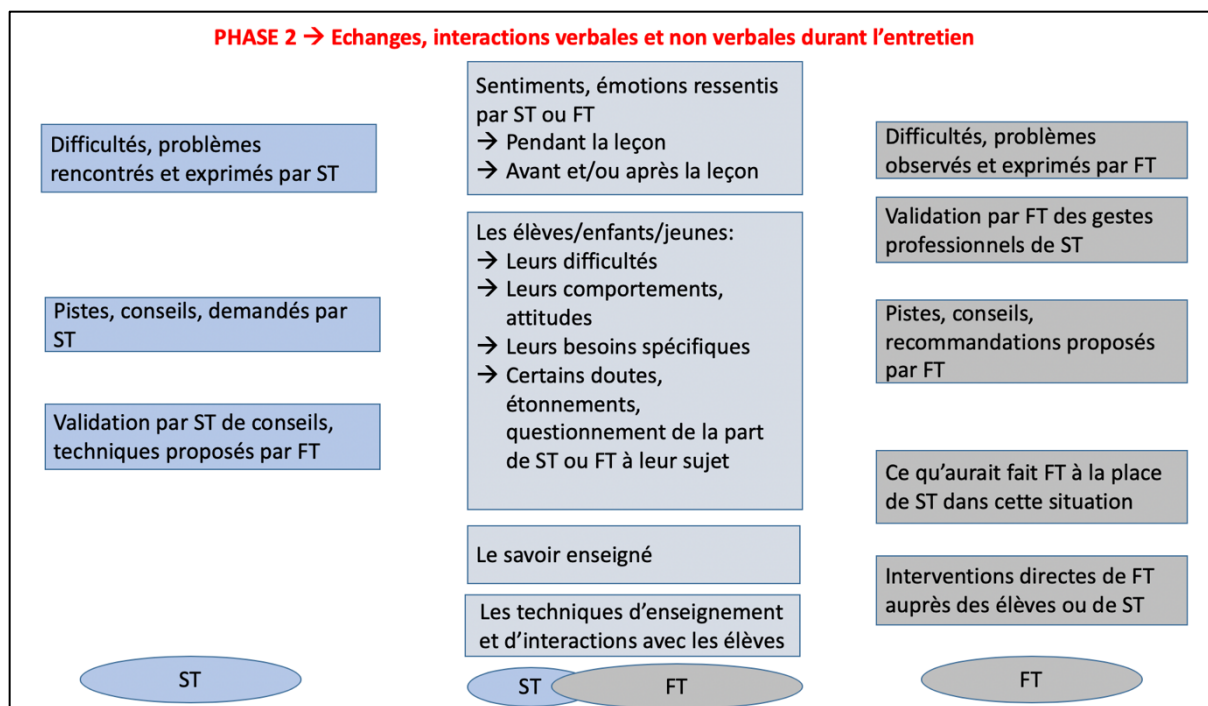 PHASE 2 → Echanges, interactions verbales et non verbales durant l’entretien
Difficultés, problèmes
rencontrés et exprimés par ST
Pistes, conseils, demandés par
ST
Validation par ST de conseils,
techniques proposés par FT
ST
Sentiments, émotions ressentis
par ST ou FT
→ Pendant la leçon
→ Avant et/ou après la leçon
Les élèves/enfants/jeunes:
→ Leurs difficultés
→ Leurs comportements,
attitudes
→ Leurs besoins spécifiques
→ Certains doutes,
étonnements,
questionnement de la part
de ST ou FT à leur sujet
Le savoir enseigné
Les techniques d’enseignement
et d’interactions avec les élèves
ST FT
Difficultés, problèmes
observés et exprimés par FT
Validation par FT des gestes
professionnels de ST
Pistes, conseils,
recommandations proposés
par FT
Ce qu’aurait fait FT à la place
de ST dans cette situation
Interventions directes de FT
auprès des élèves ou de ST
FT